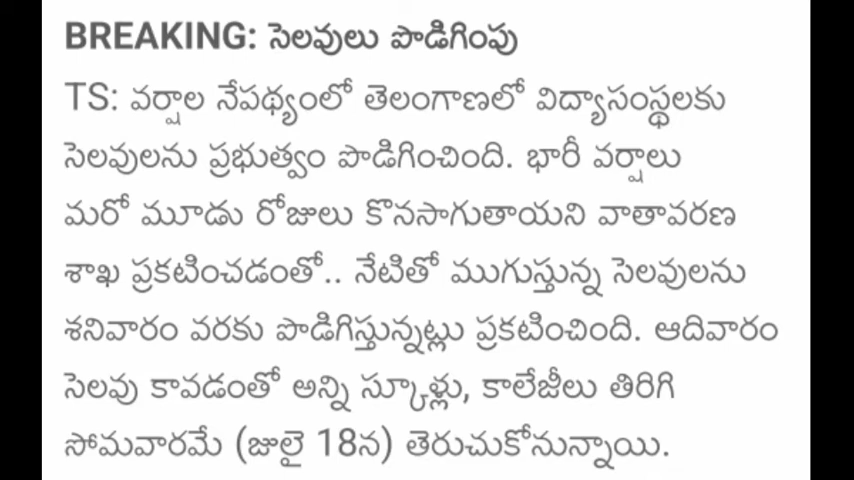 BREAKING: సెలవులు పొడిగింపు
TS: వర్షాల నేపథ్యంలో తెలంగాణలో విద్యాసంస్థలకు
సెలవులను ప్రభుత్వం పొడిగించింది. భారీ వర్షాలు
మరో మూడు రోజులు కొనసాగుతాయని వాతావరణ
శాఖ ప్రకటించడంతో.. నేటితో ముగుస్తున్న సెలవులను
శనివారం వరకు పొడిగిస్తున్నట్లు ప్రకటించింది. ఆదివారం
సెలవు కావడంతో అన్ని స్కూళ్లు, కాలేజీలు తిరిగి
సోమవారమే (జులై 18న) తెరుచుకోనున్నాయి.